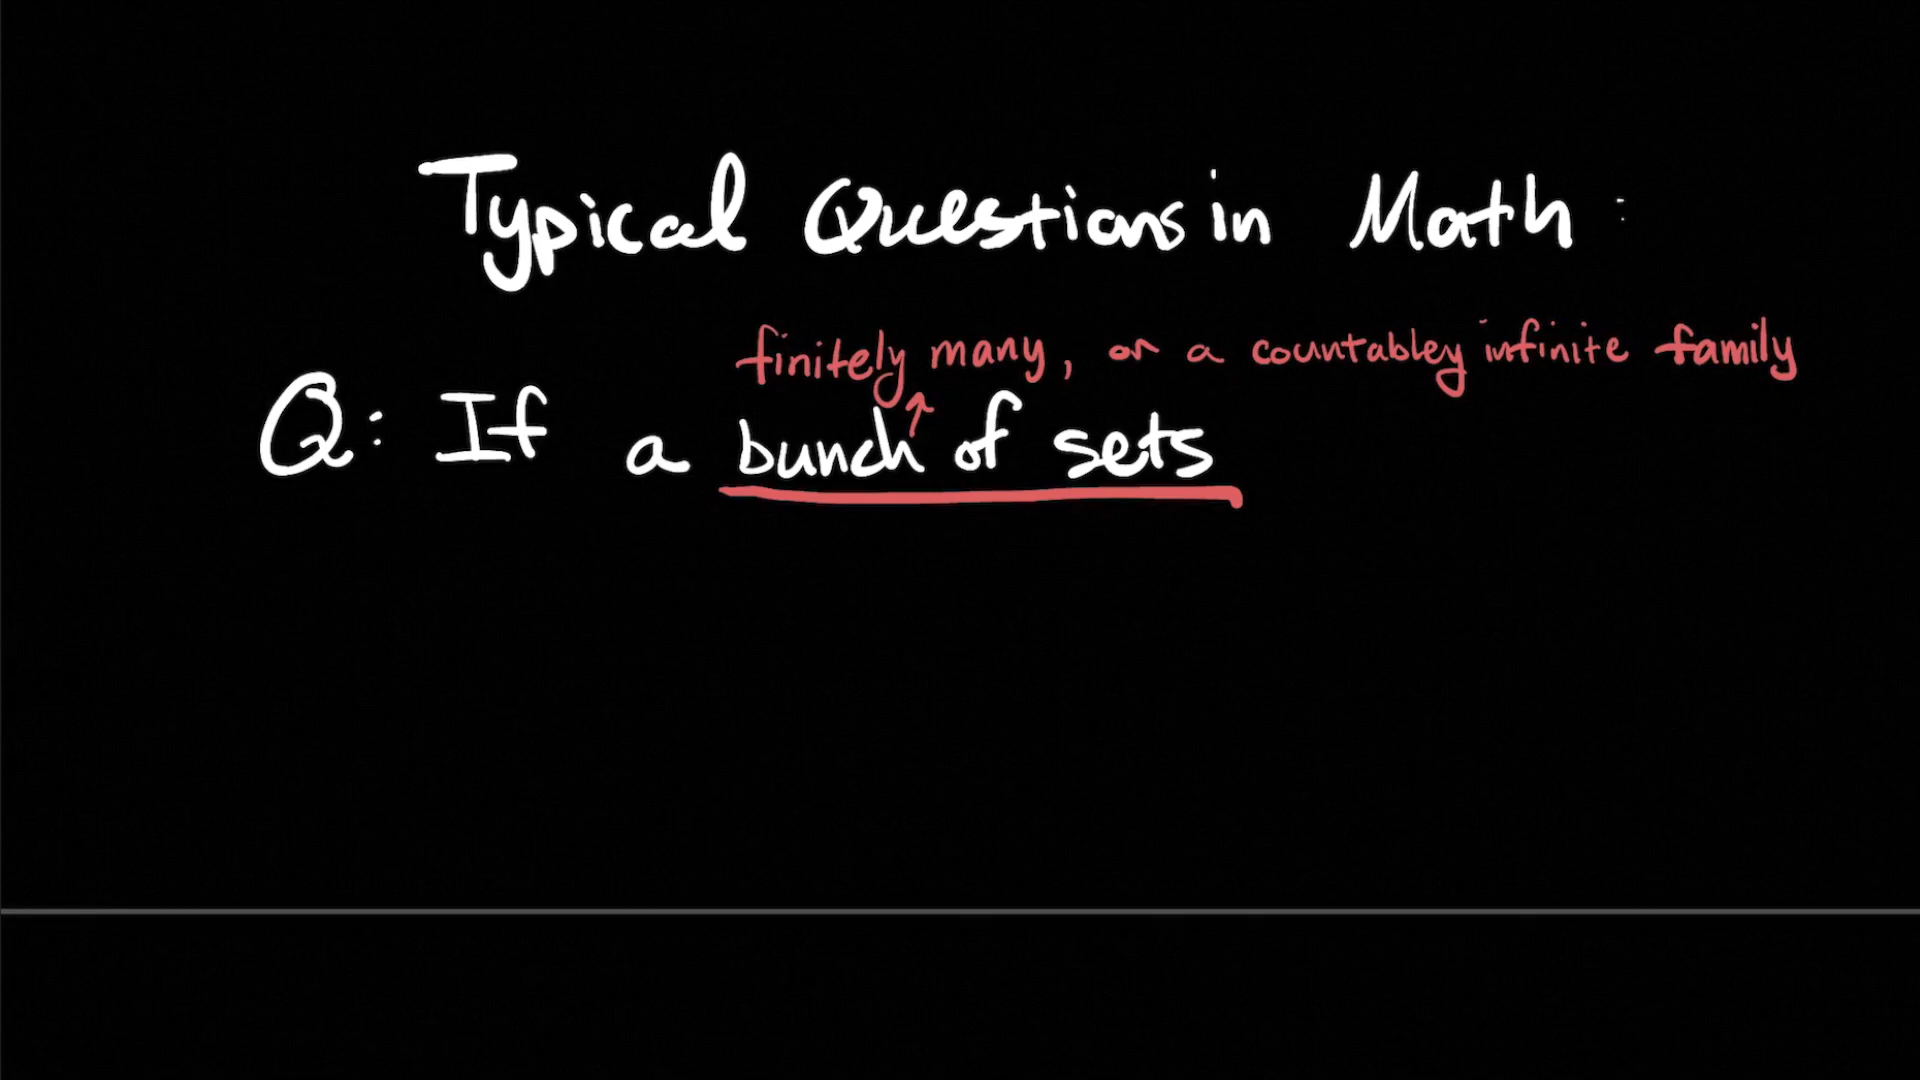 Typical Questions in Math:
finitely many, or a countabley infinite family
Q: If a bunch of sets